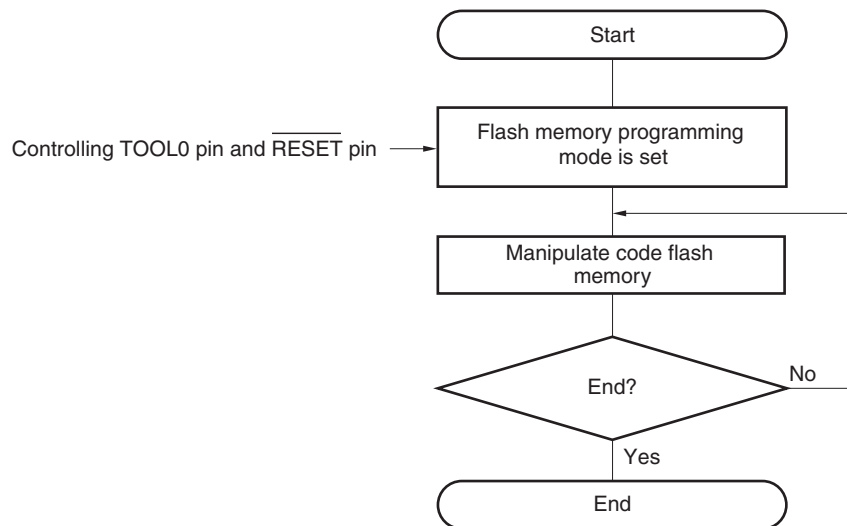 Start
Flash memory programming
mode is set
Controlling TOOL0 pin and RESET pin
Manipulate code flash
memory
End?
No
Yes
End